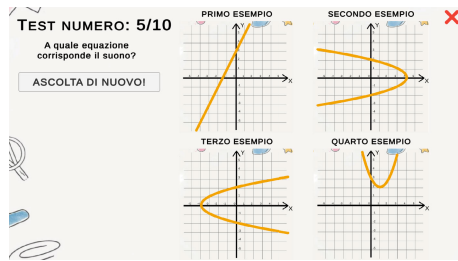 TEST NUMERO: 5/10
A quale equazione
corrisponde il suono?
ASCOLTA DI NUOVO!
PRIMO ESEMPIO
Y
X
SECONDO ESEMPIO
Y
X
TERZO ESEMPIO
Y
X
QUARTO ESEMPIO
Y
X